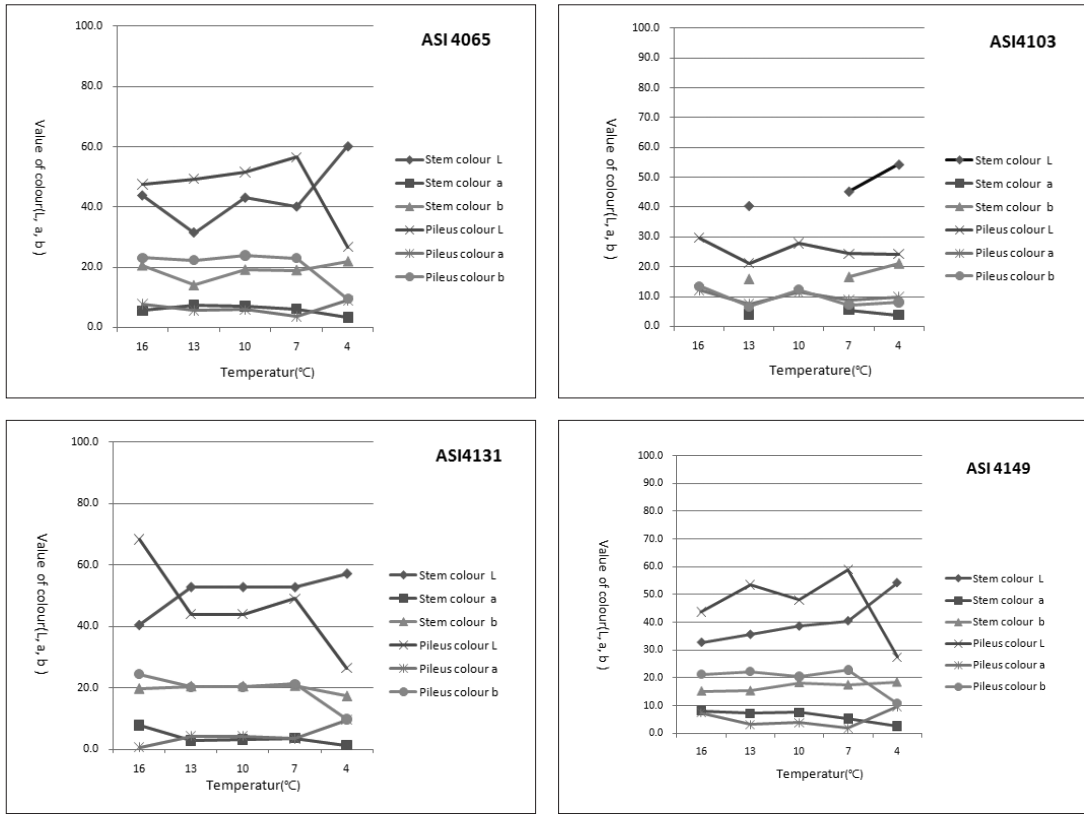 ASI 4065
100.0
80.0
60.0
40.0
20.0
0.0
Value of colour(L, a, b )
16 13 10 7 4
Temperatur(℃)
Stem colour L
Stem colour a
Stem colour b
Pileus colour L
Pileus colour a
Pileus colour b
ASI4103
100.0
90.0
80.0
70.0
60.0
50.0
40.0
30.0
20.0
10.0
0.0
Value of colour(L, a, b )
16 13 10 7 4
Temperature(℃)
Stem colour L
Stem colour a
Stem colour b
Pileus colour L
Pileus colour a
Pileus colour b
ASI4131
100.0
80.0
60.0
40.0
20.0
0.0
Value of colour(L, a, b )
16 13 10 7 4
Temperatur(℃)
Stem colour L
Stem colour a
Stem colour b
Pileus colour L
Pileus colour a
Pileus colour b
ASI 4149
100.0
90.0
80.0
70.0
60.0
50.0
40.0
30.0
20.0
10.0
0.0
Value of colour(L, a, b )
16 13 10 7 4
Temperatur(℃)
Stem colour L
Stem colour a
Stem colour b
Pileus colour L
Pileus colour a
Pileus colour b